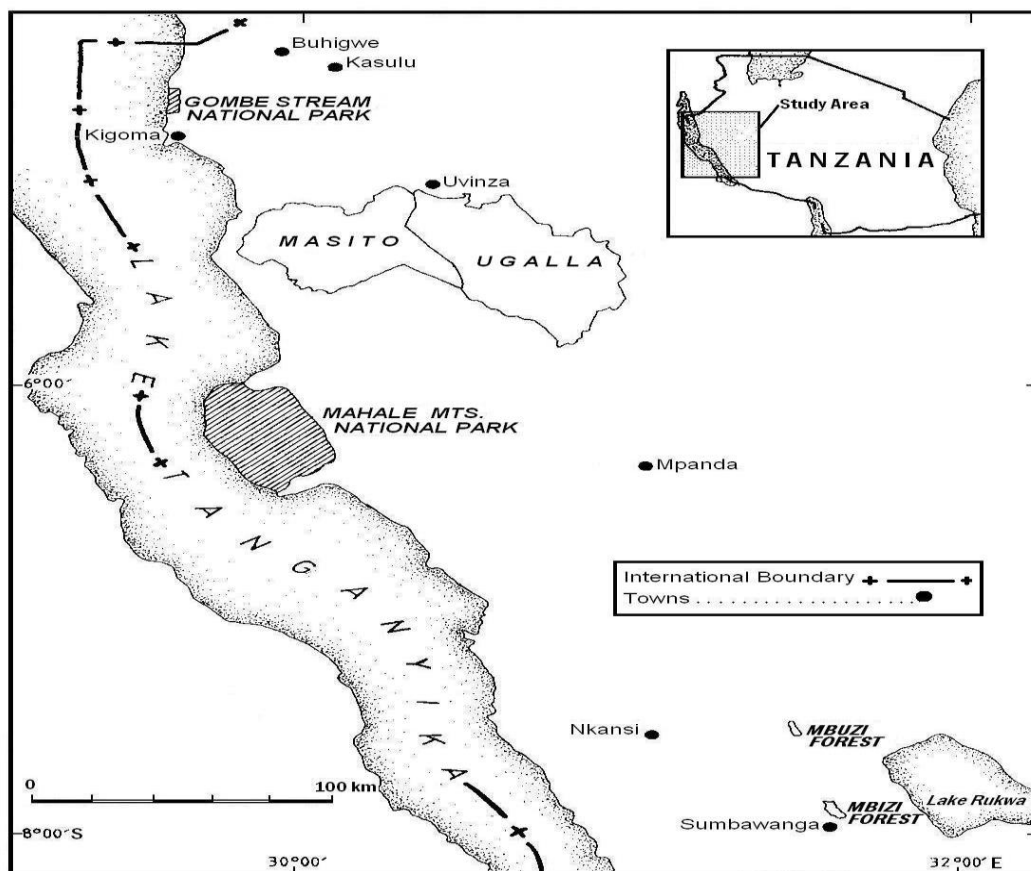 Buhigwe
Kasulu
GOMBE STREAM
NATIONAL PARK
Kigoma
Study Area
TANZANIA
Uvinza
MASITO
UGALLA
LAKE TANGANYIKA
6°00′
MAHALE MTS.
NATIONAL PARK
Mpanda
International Boundary
Towns . . . . . . . . . . . . . . . . . .
Nkansi
MBUZI
FOREST
0 100 km
Lake Rukwa
MBIZI
FOREST
Sumbawanga
8°00′S
30°00′
32°00′E